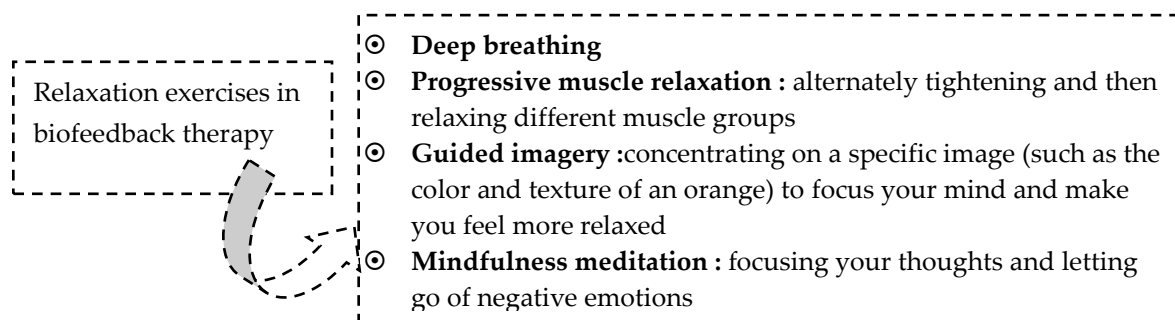 Relaxation exercises in
biofeedback therapy
⦿ Deep breathing
⦿ Progressive muscle relaxation : alternately tightening and then
relaxing different muscle groups
⦿ Guided imagery :concentrating on a specific image (such as the
color and texture of an orange) to focus your mind and make
you feel more relaxed
⦿ Mindfulness meditation : focusing your thoughts and letting
go of negative emotions